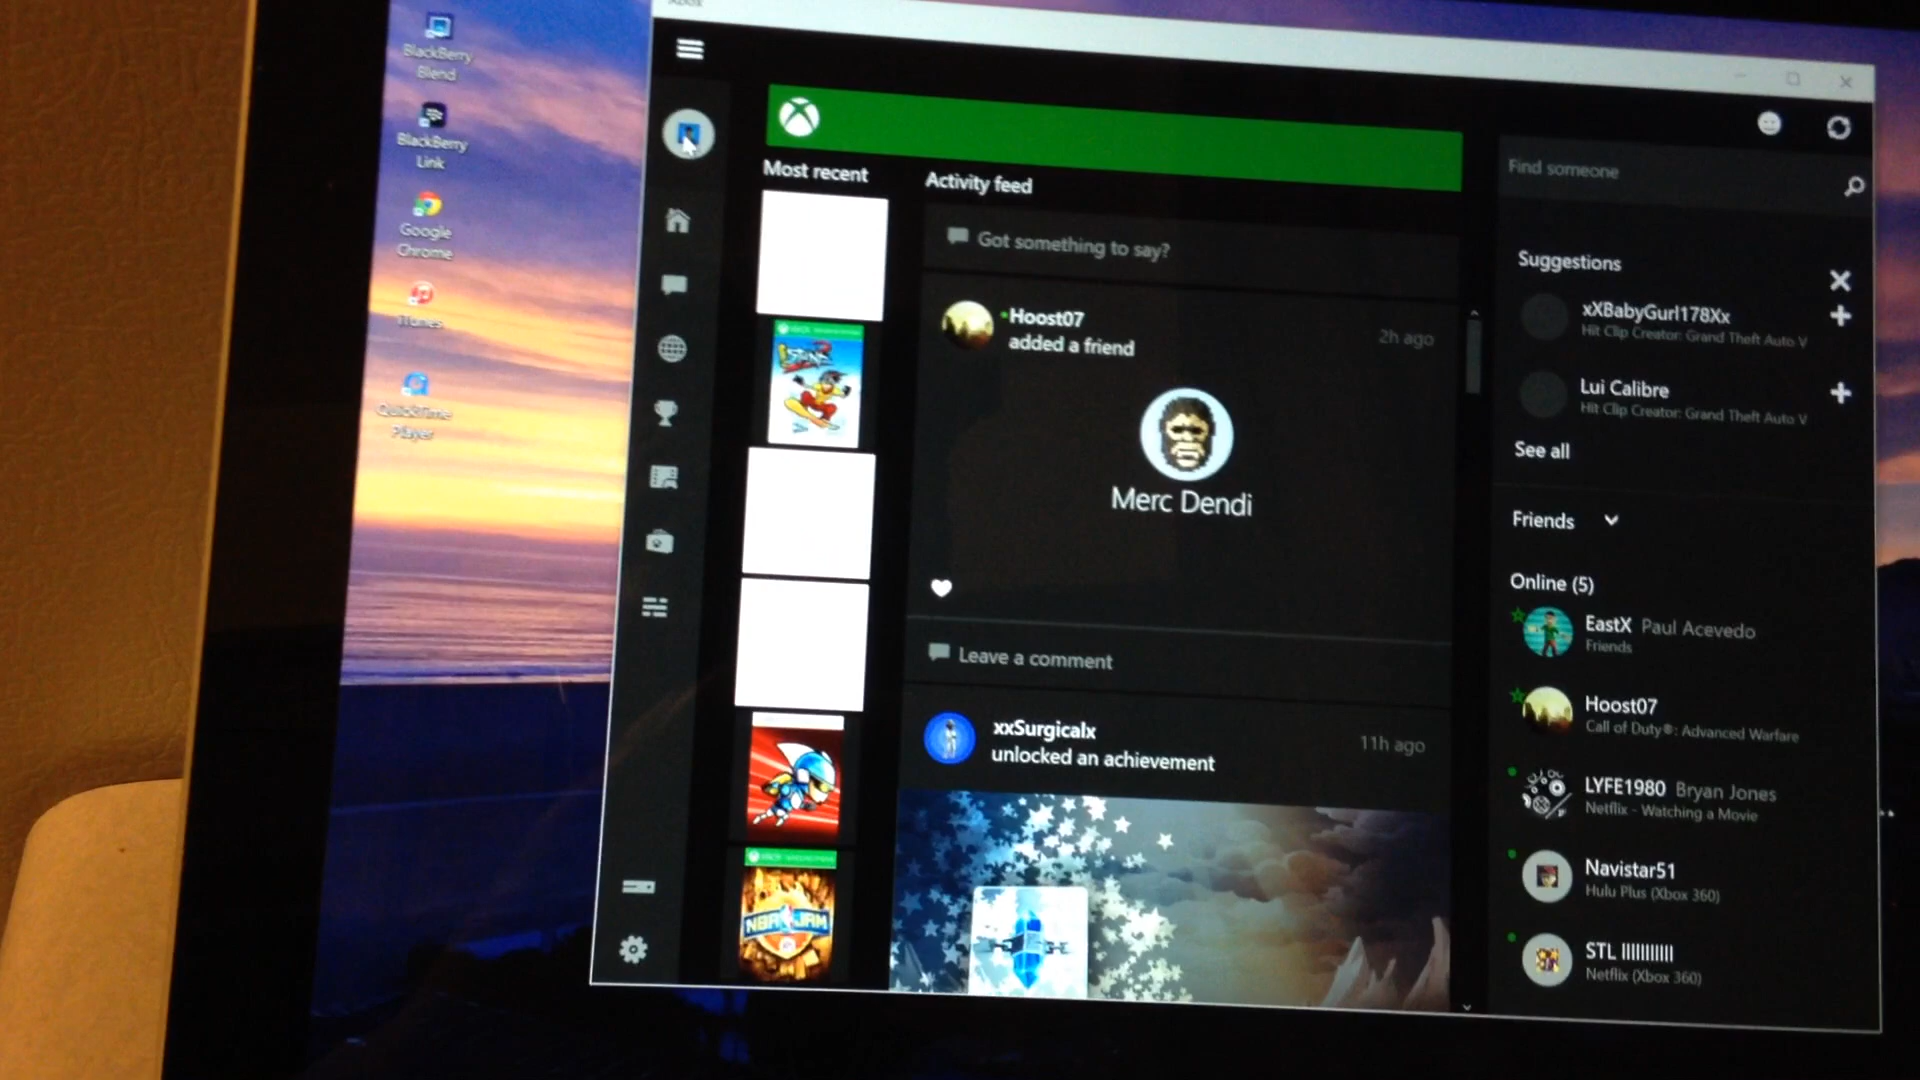 BlackBerry
Blend
BlackBerry
Link
Google
Chrome
iTunes
QuickTime
Player
Xbox
Most recent
Activity feed
Got something to say?
Hoost07
added a friend
2h ago
Merc Dendi
Leave a comment
xxSurgicalx
unlocked an achievement
11h ago
NBA JAM
Find someone
Suggestions
xXBabyGurl178Xx
Hit Clip Creator: Grand Theft Auto V
Lui Calibre
Hit Clip Creator: Grand Theft Auto V
See all
Friends
Online (5)
EastX Paul Acevedo
Friends
Hoost07
Call of Duty®: Advanced Warfare
LYFE1980 Bryan Jones
Netflix - Watching a Movie
Navistar51
Hulu Plus (Xbox 360)
STL llllllllll
Netflix (Xbox 360)